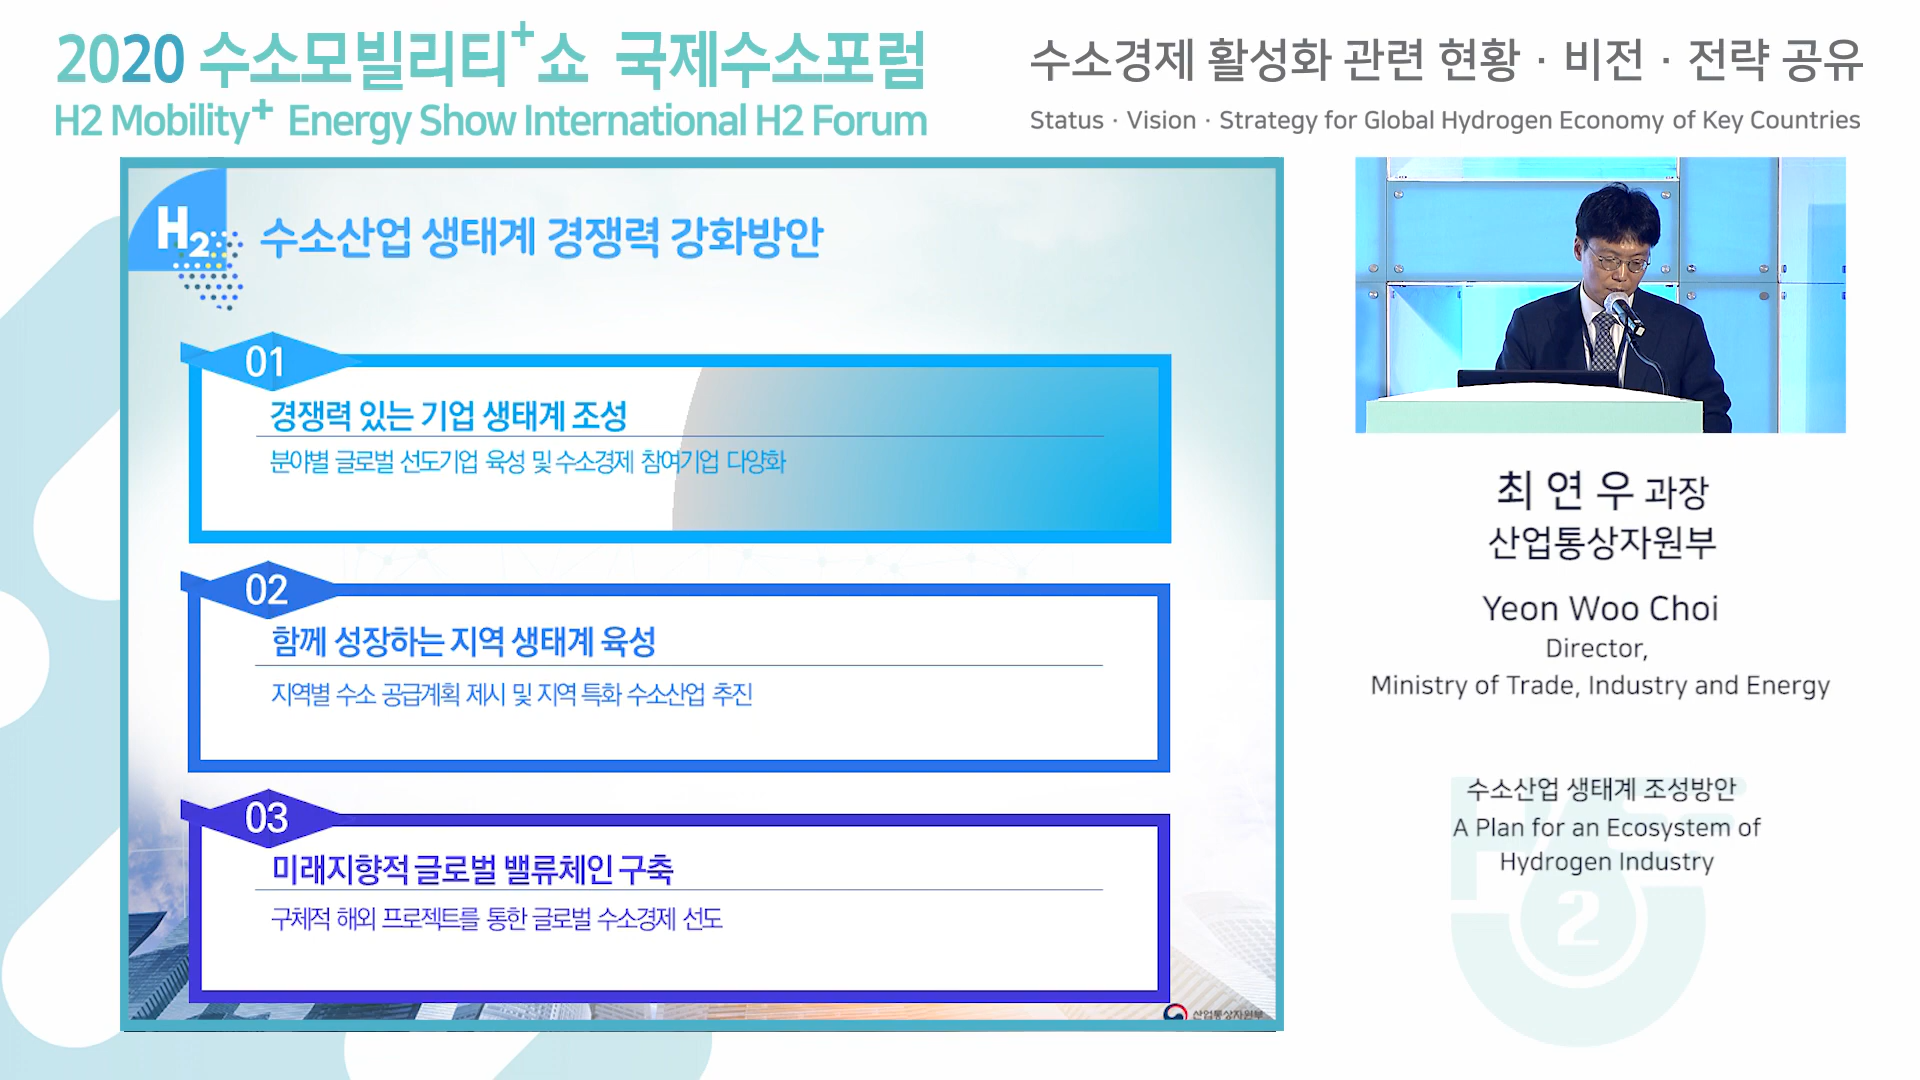 2020 수소모빌리티+쇼 국제수소포럼
H2 Mobility+ Energy Show International H2 Forum
수소경제 활성화 관련 현황 · 비전 · 전략 공유
Status · Vision · Strategy for Global Hydrogen Economy of Key Countries
H2
수소산업 생태계 경쟁력 강화방안
01
경쟁력 있는 기업 생태계 조성
분야별 글로벌 선도기업 육성 및 수소경제 참여기업 다양화
02
함께 성장하는 지역 생태계 육성
지역별 수소 공급계획 제시 및 지역 특화 수소산업 추진
03
미래지향적 글로벌 밸류체인 구축
구체적 해외 프로젝트를 통한 글로벌 수소경제 선도
산업통상자원부
최 연 우 과장
산업통상자원부
Yeon Woo Choi
Director,
Ministry of Trade, Industry and Energy
수소산업 생태계 조성방안
A Plan for an Ecosystem of
Hydrogen Industry
2